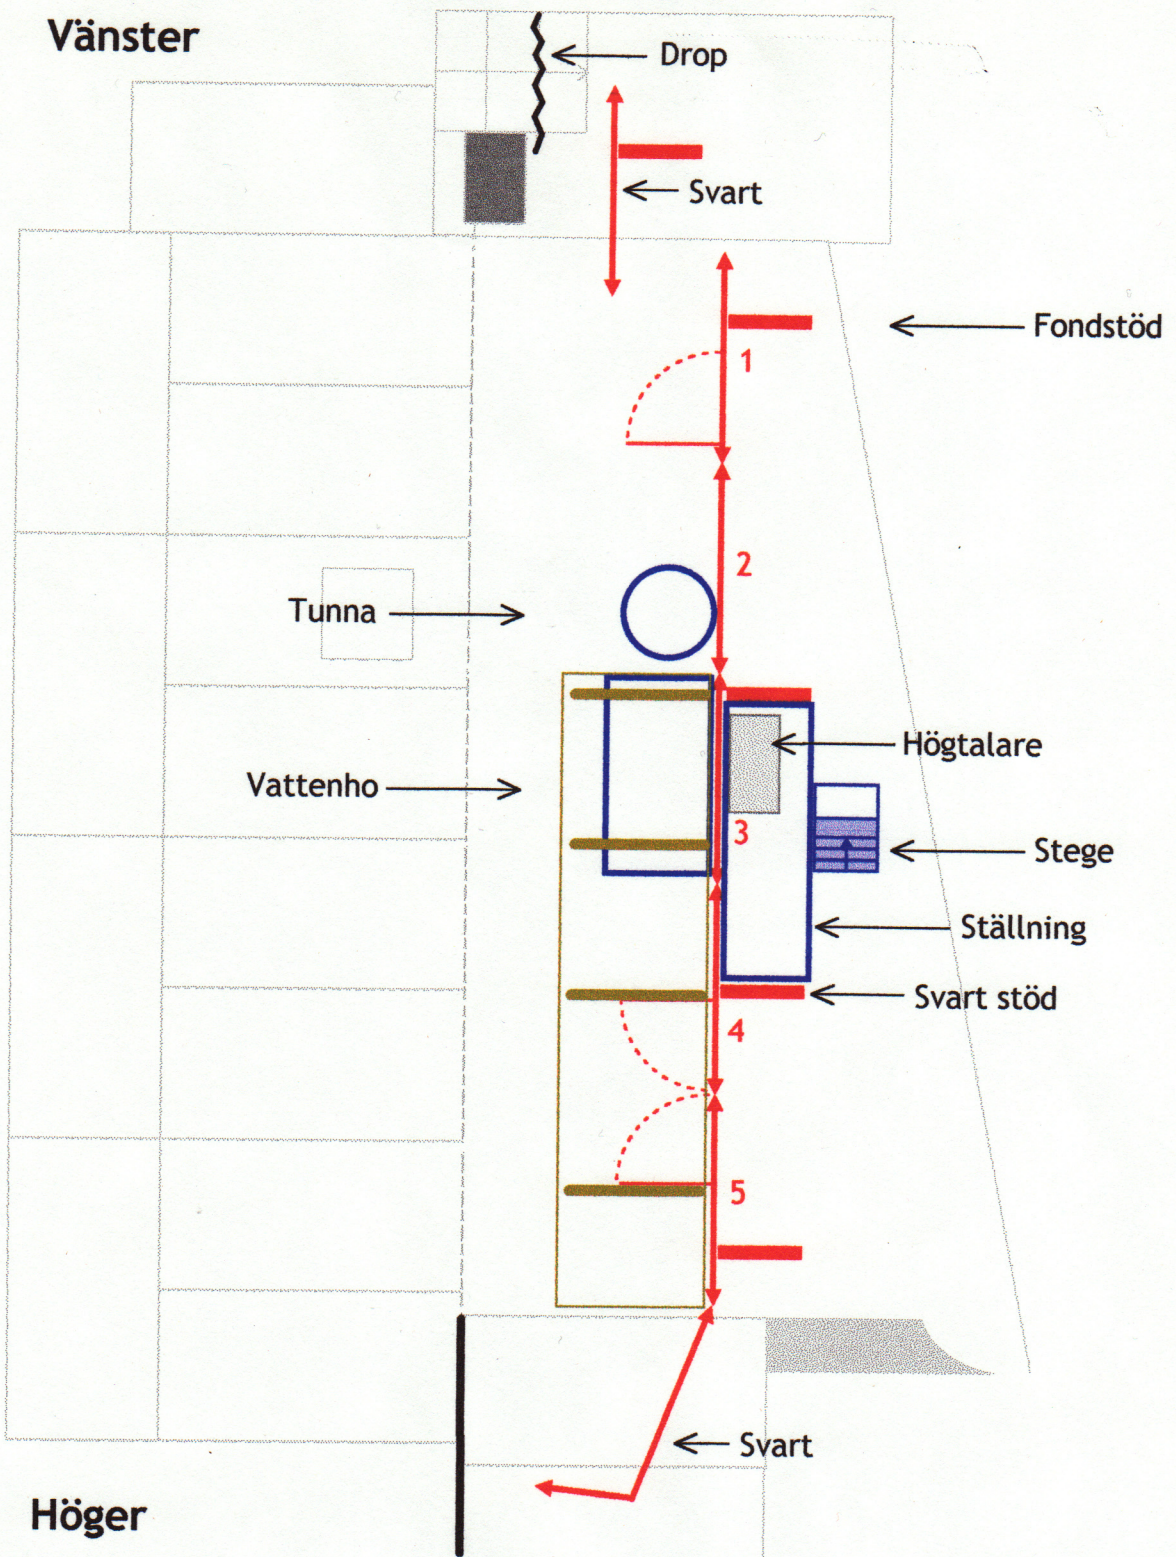 Vänster
Drop
Svart
Fondstöd
1
2
Tunna
Högtalare
Vattenho
3
Stege
Ställning
Svart stöd
4
5
Svart
Höger